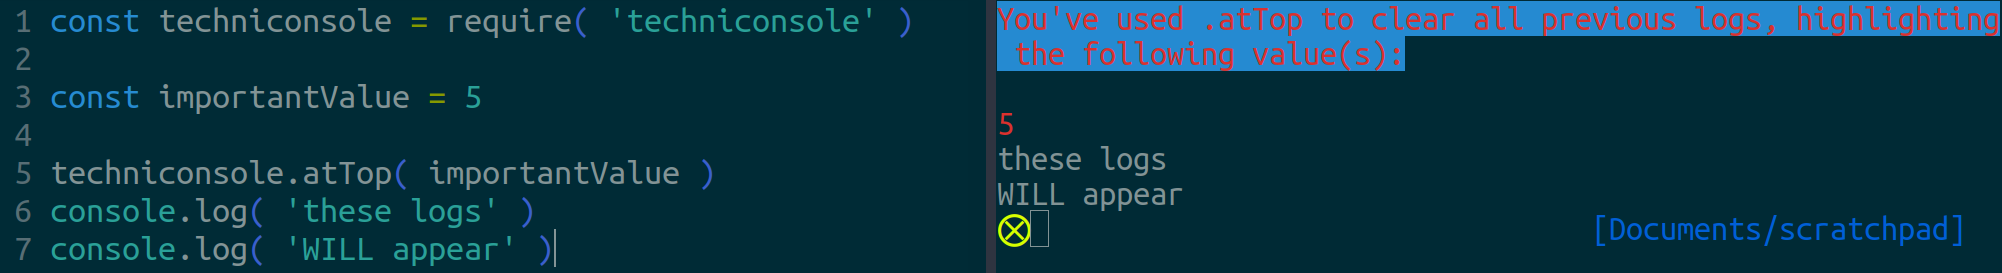 1 const techniconsole = require( 'techniconsole' )
2
3 const importantValue = 5
4
5 techniconsole.atTop( importantValue )
6 console.log( 'these logs' )
7 console.log( 'WILL appear' )
You've used .atTop to clear all previous logs, highlighting
the following value(s):
5
these logs
WILL appear
[Documents/scratchpad]